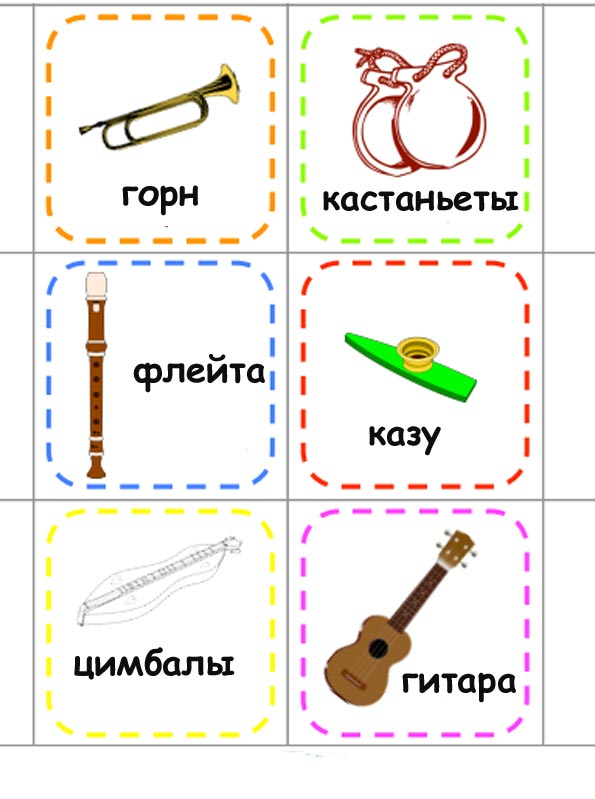 горн
кастаньеты
флейта
казу
цимбалы
гитара